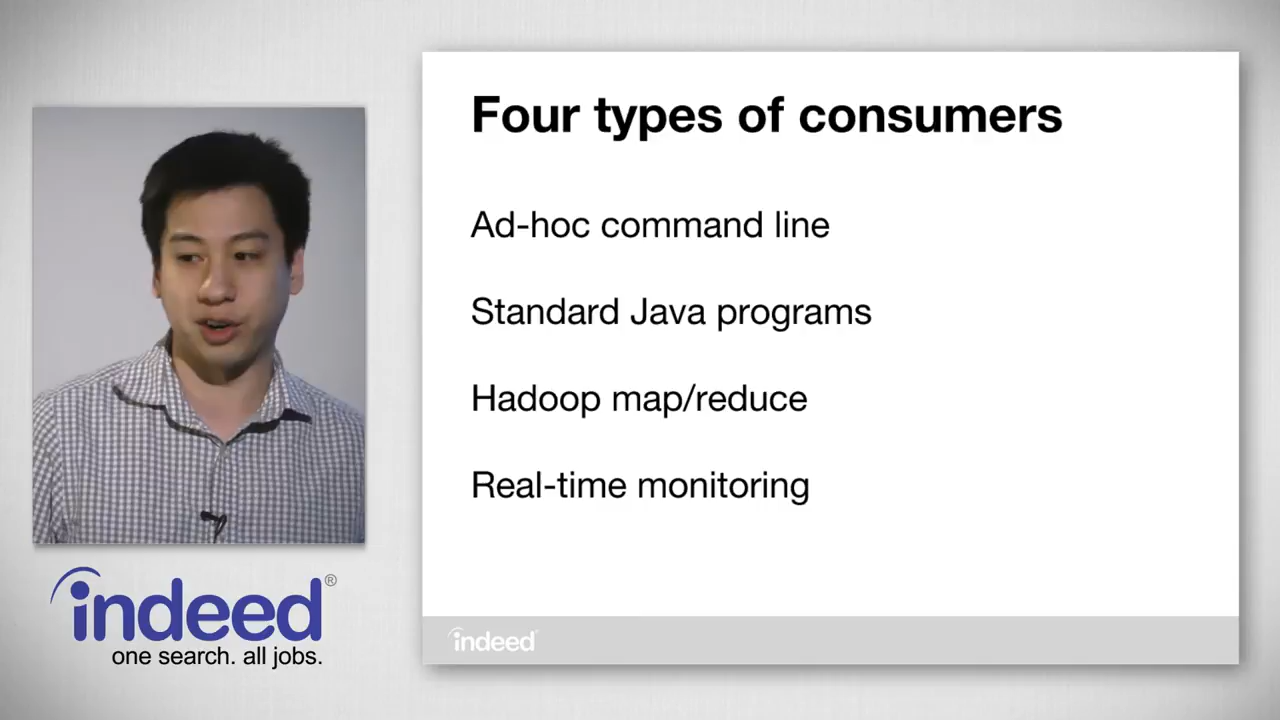 Four types of consumers
Ad-hoc command line
Standard Java programs
Hadoop map/reduce
Real-time monitoring
indeed®
one search. all jobs.
indeed